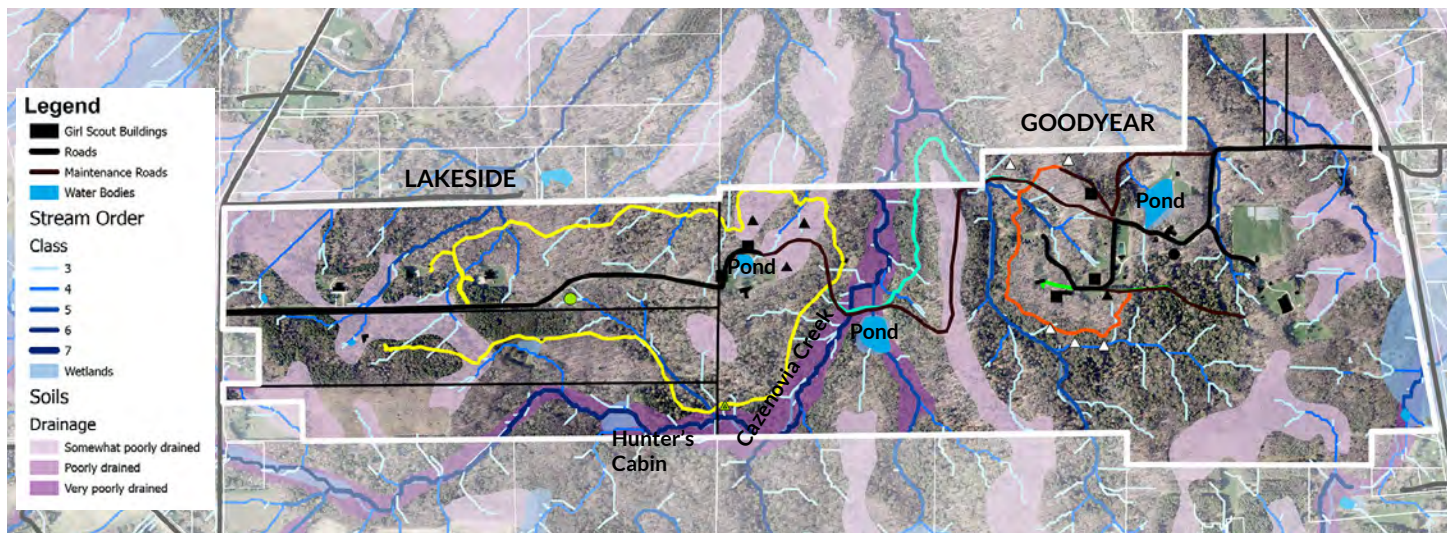 Legend
Girl Scout Buildings
Roads
Maintenance Roads
Water Bodies
Stream Order
Class
3
4
5
6
7
Wetlands
Soils
Drainage
Somewhat poorly drained
Poorly drained
Very poorly drained
LAKESIDE
GOODYEAR
Pond
Pond
Pond
Cazenovia Creek
Hunter's
Cabin